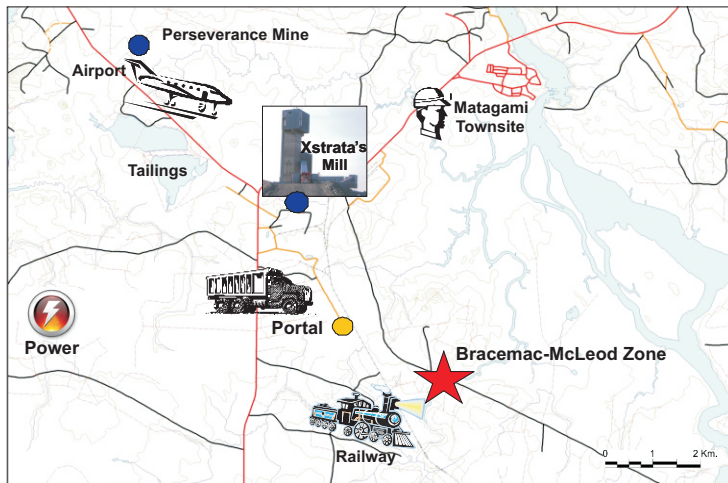 Perseverance Mine
Airport
Matagami
Townsite
Xstrata's
Mill
Tailings
Portal
Power
Bracemac-McLeod Zone
Railway
0 1 2 Km.